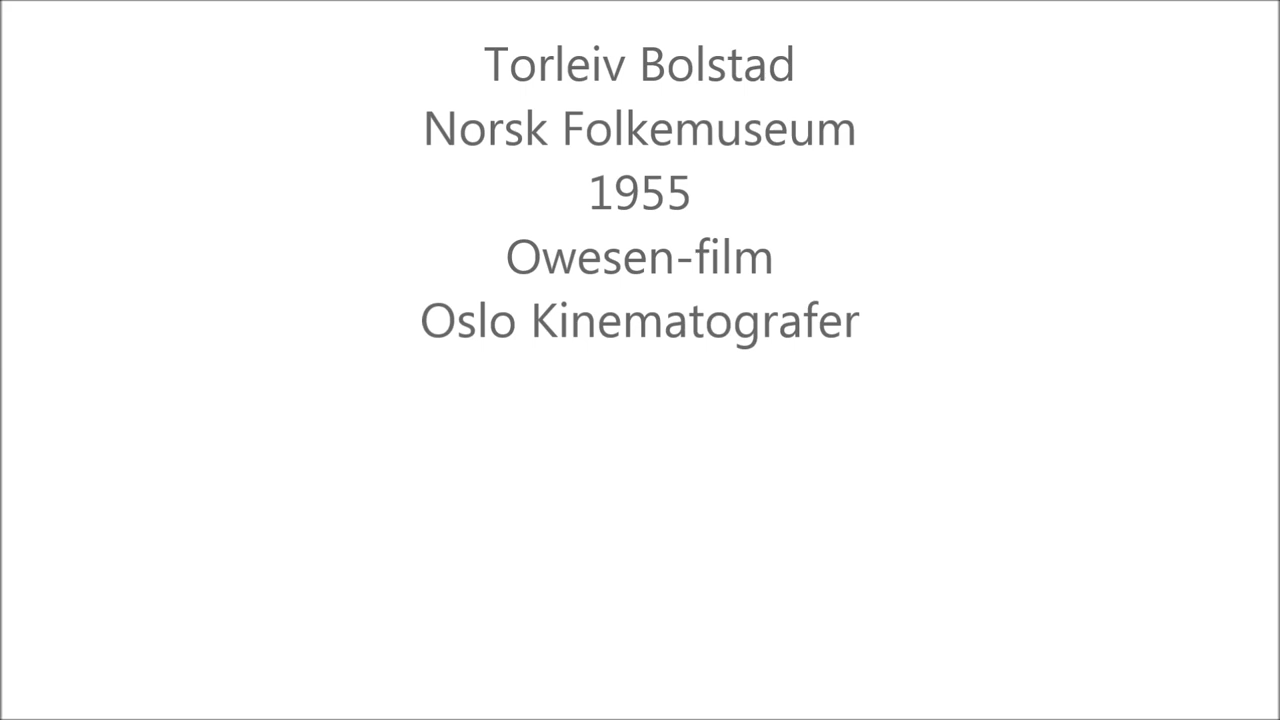 Torleiv Bolstad
Norsk Folkemuseum
1955
Owesen-film
Oslo Kinematografer